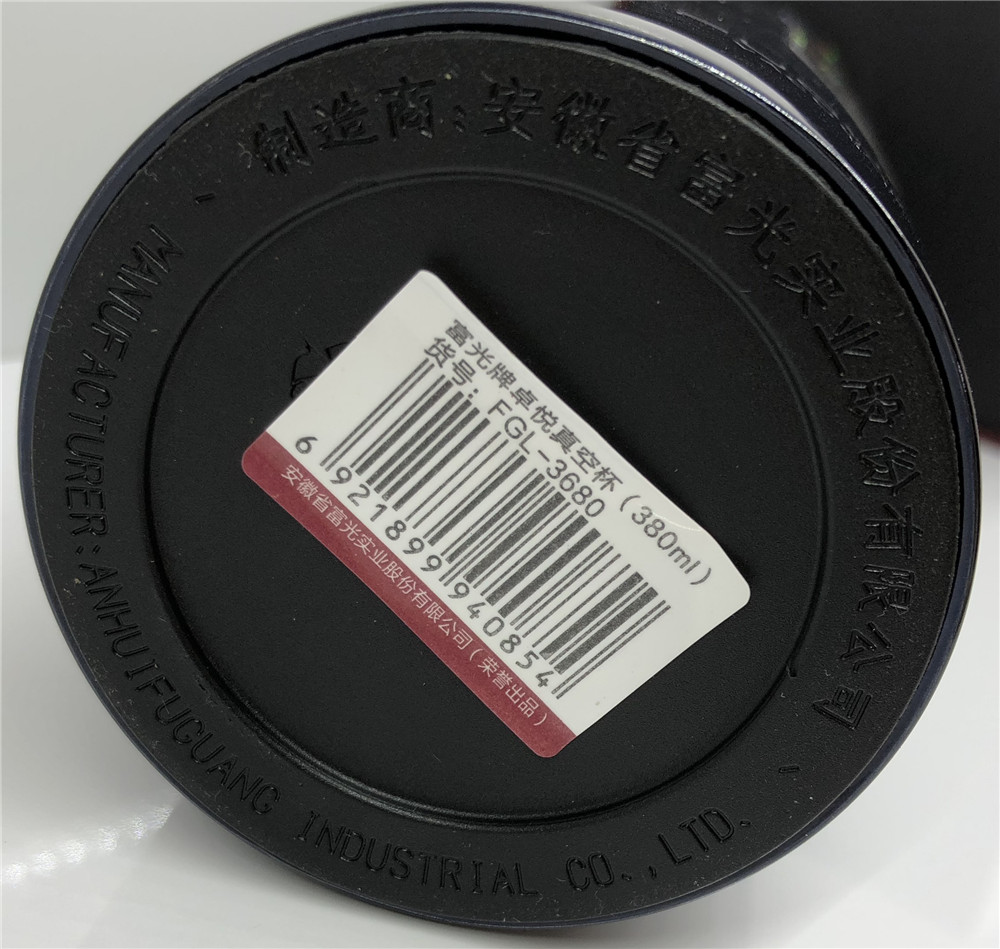 制造商:安徽省富光实业股份有限公司
MANUFACTURER:ANHUI FUGUANG INDUSTRIAL CO.,LTD.
富光牌卓悦真空杯(380ml)
货号:FGL-3680
6 921899 940854
安徽省富光实业股份有限公司(荣誉出品)